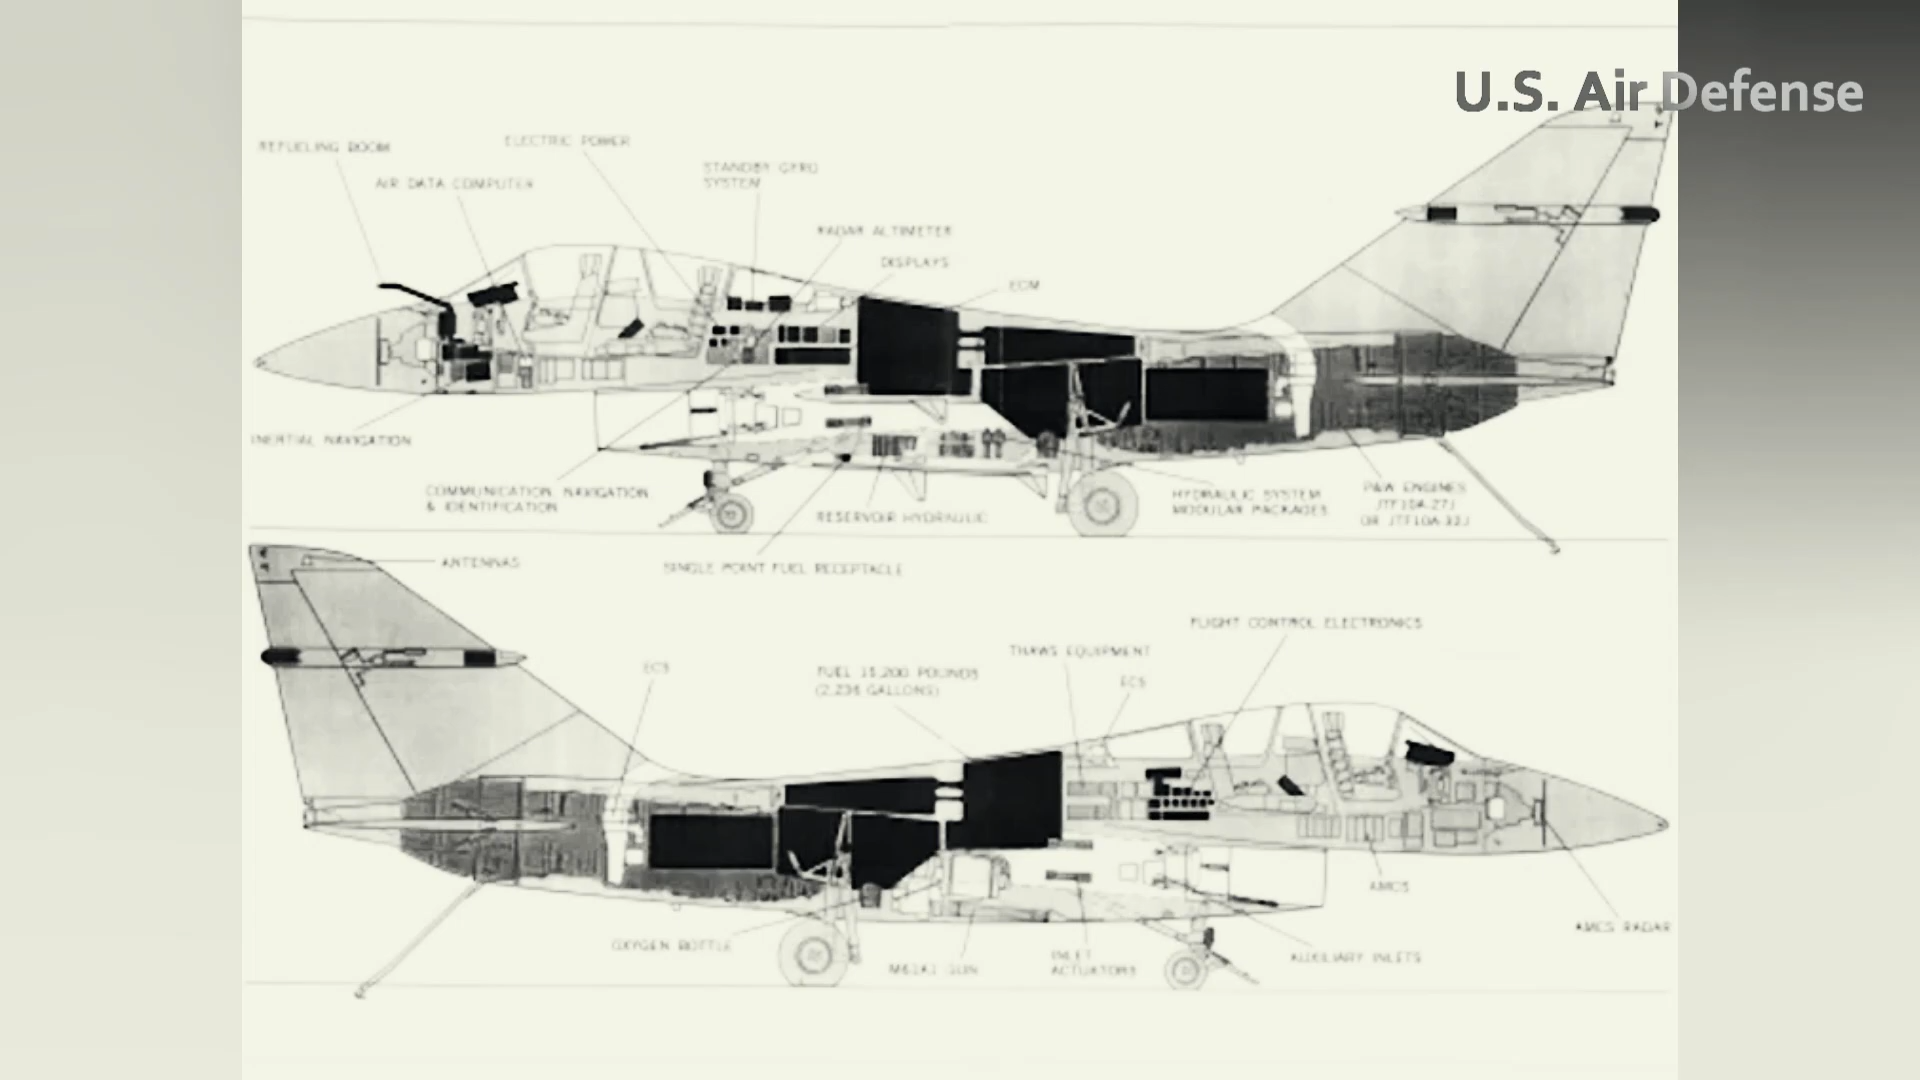 U.S. Air Defense
REFUELING BOOM
ELECTRIC POWER
AIR DATA COMPUTER
STANDBY GYRO
SYSTEM
RADAR ALTIMETER
DISPLAYS
ECM
INERTIAL NAVIGATION
COMMUNICATION, NAVIGATION
& IDENTIFICATION
RESERVOIR HYDRAULIC
HYDRAULIC SYSTEM
MODULAR PACKAGES
P&W ENGINES
JTF10A-27J
OR JTF10A-32J
SINGLE POINT FUEL RECEPTACLE
ANTENNAS
FLIGHT CONTROL ELECTRONICS
EQUIPMENT
ECS
FUEL 15,200 POUNDS
(2,236 GALLONS)
ECS
AMCS
AMCS RADAR
OXYGEN BOTTLE
M61A1 GUN
INLET
ACTUATORS
AUXILIARY INLETS